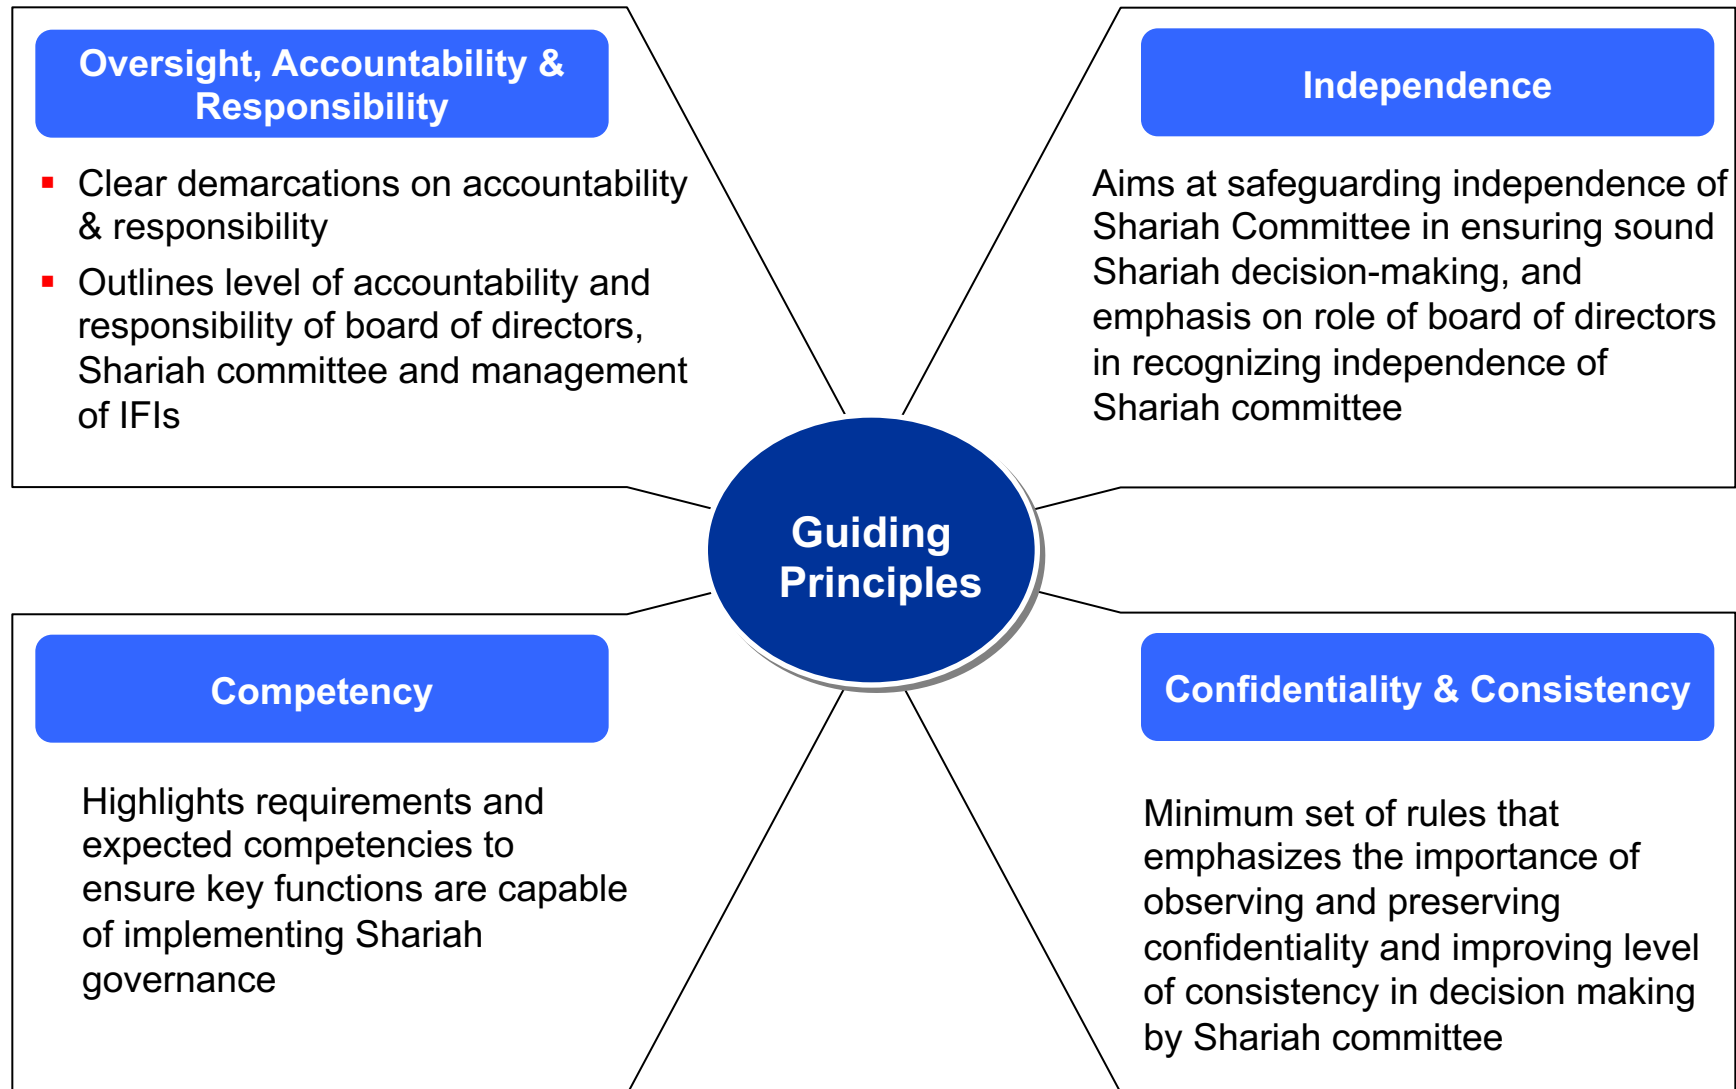 Oversight, Accountability &
Responsibility
▪ Clear demarcations on accountability
& responsibility
▪ Outlines level of accountability and
responsibility of board of directors,
Shariah committee and management
of IFIs
Independence
Aims at safeguarding independence of
Shariah Committee in ensuring sound
Shariah decision-making, and
emphasis on role of board of directors
in recognizing independence of
Shariah committee
Guiding
Principles
Competency
Highlights requirements and
expected competencies to
ensure key functions are capable
of implementing Shariah
governance
Confidentiality & Consistency
Minimum set of rules that
emphasizes the importance of
observing and preserving
confidentiality and improving level
of consistency in decision making
by Shariah committee